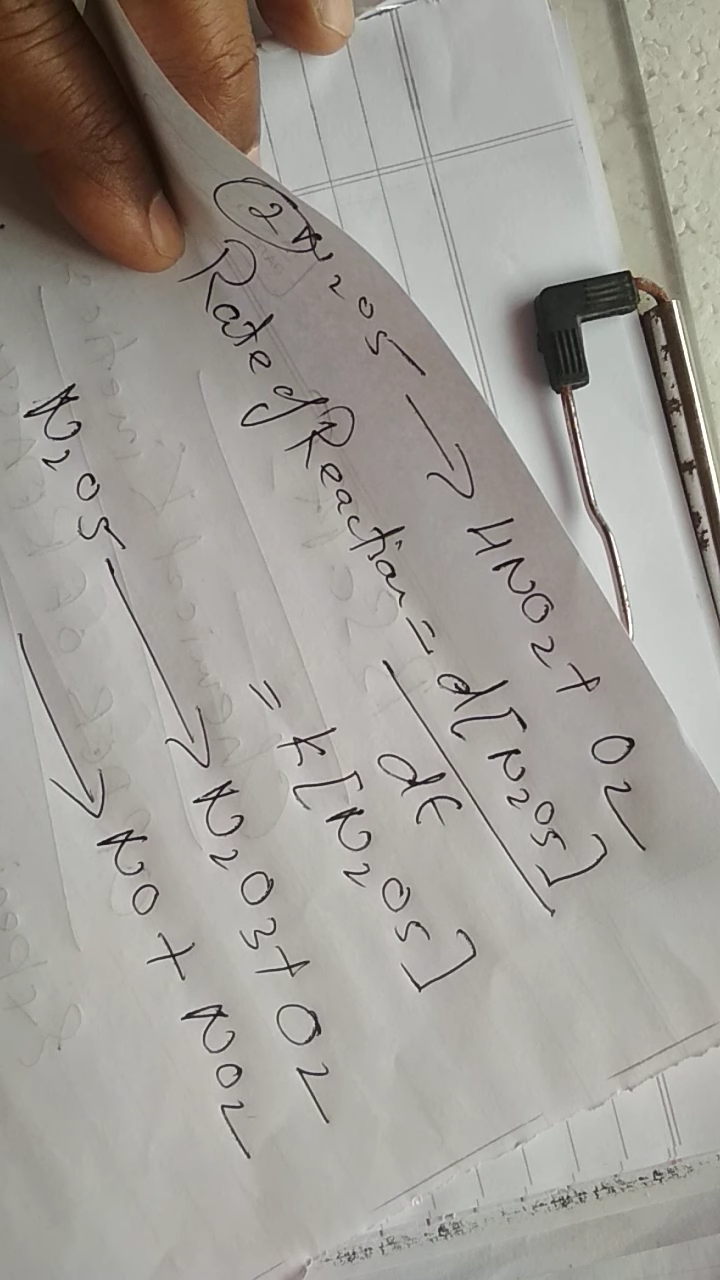 2N2O5 → 4NO2 + O2
Rate of Reaction = d[N2O5]
dt
= k[N2O5]
N2O5 → N2O3 + O2
→ NO + NO2